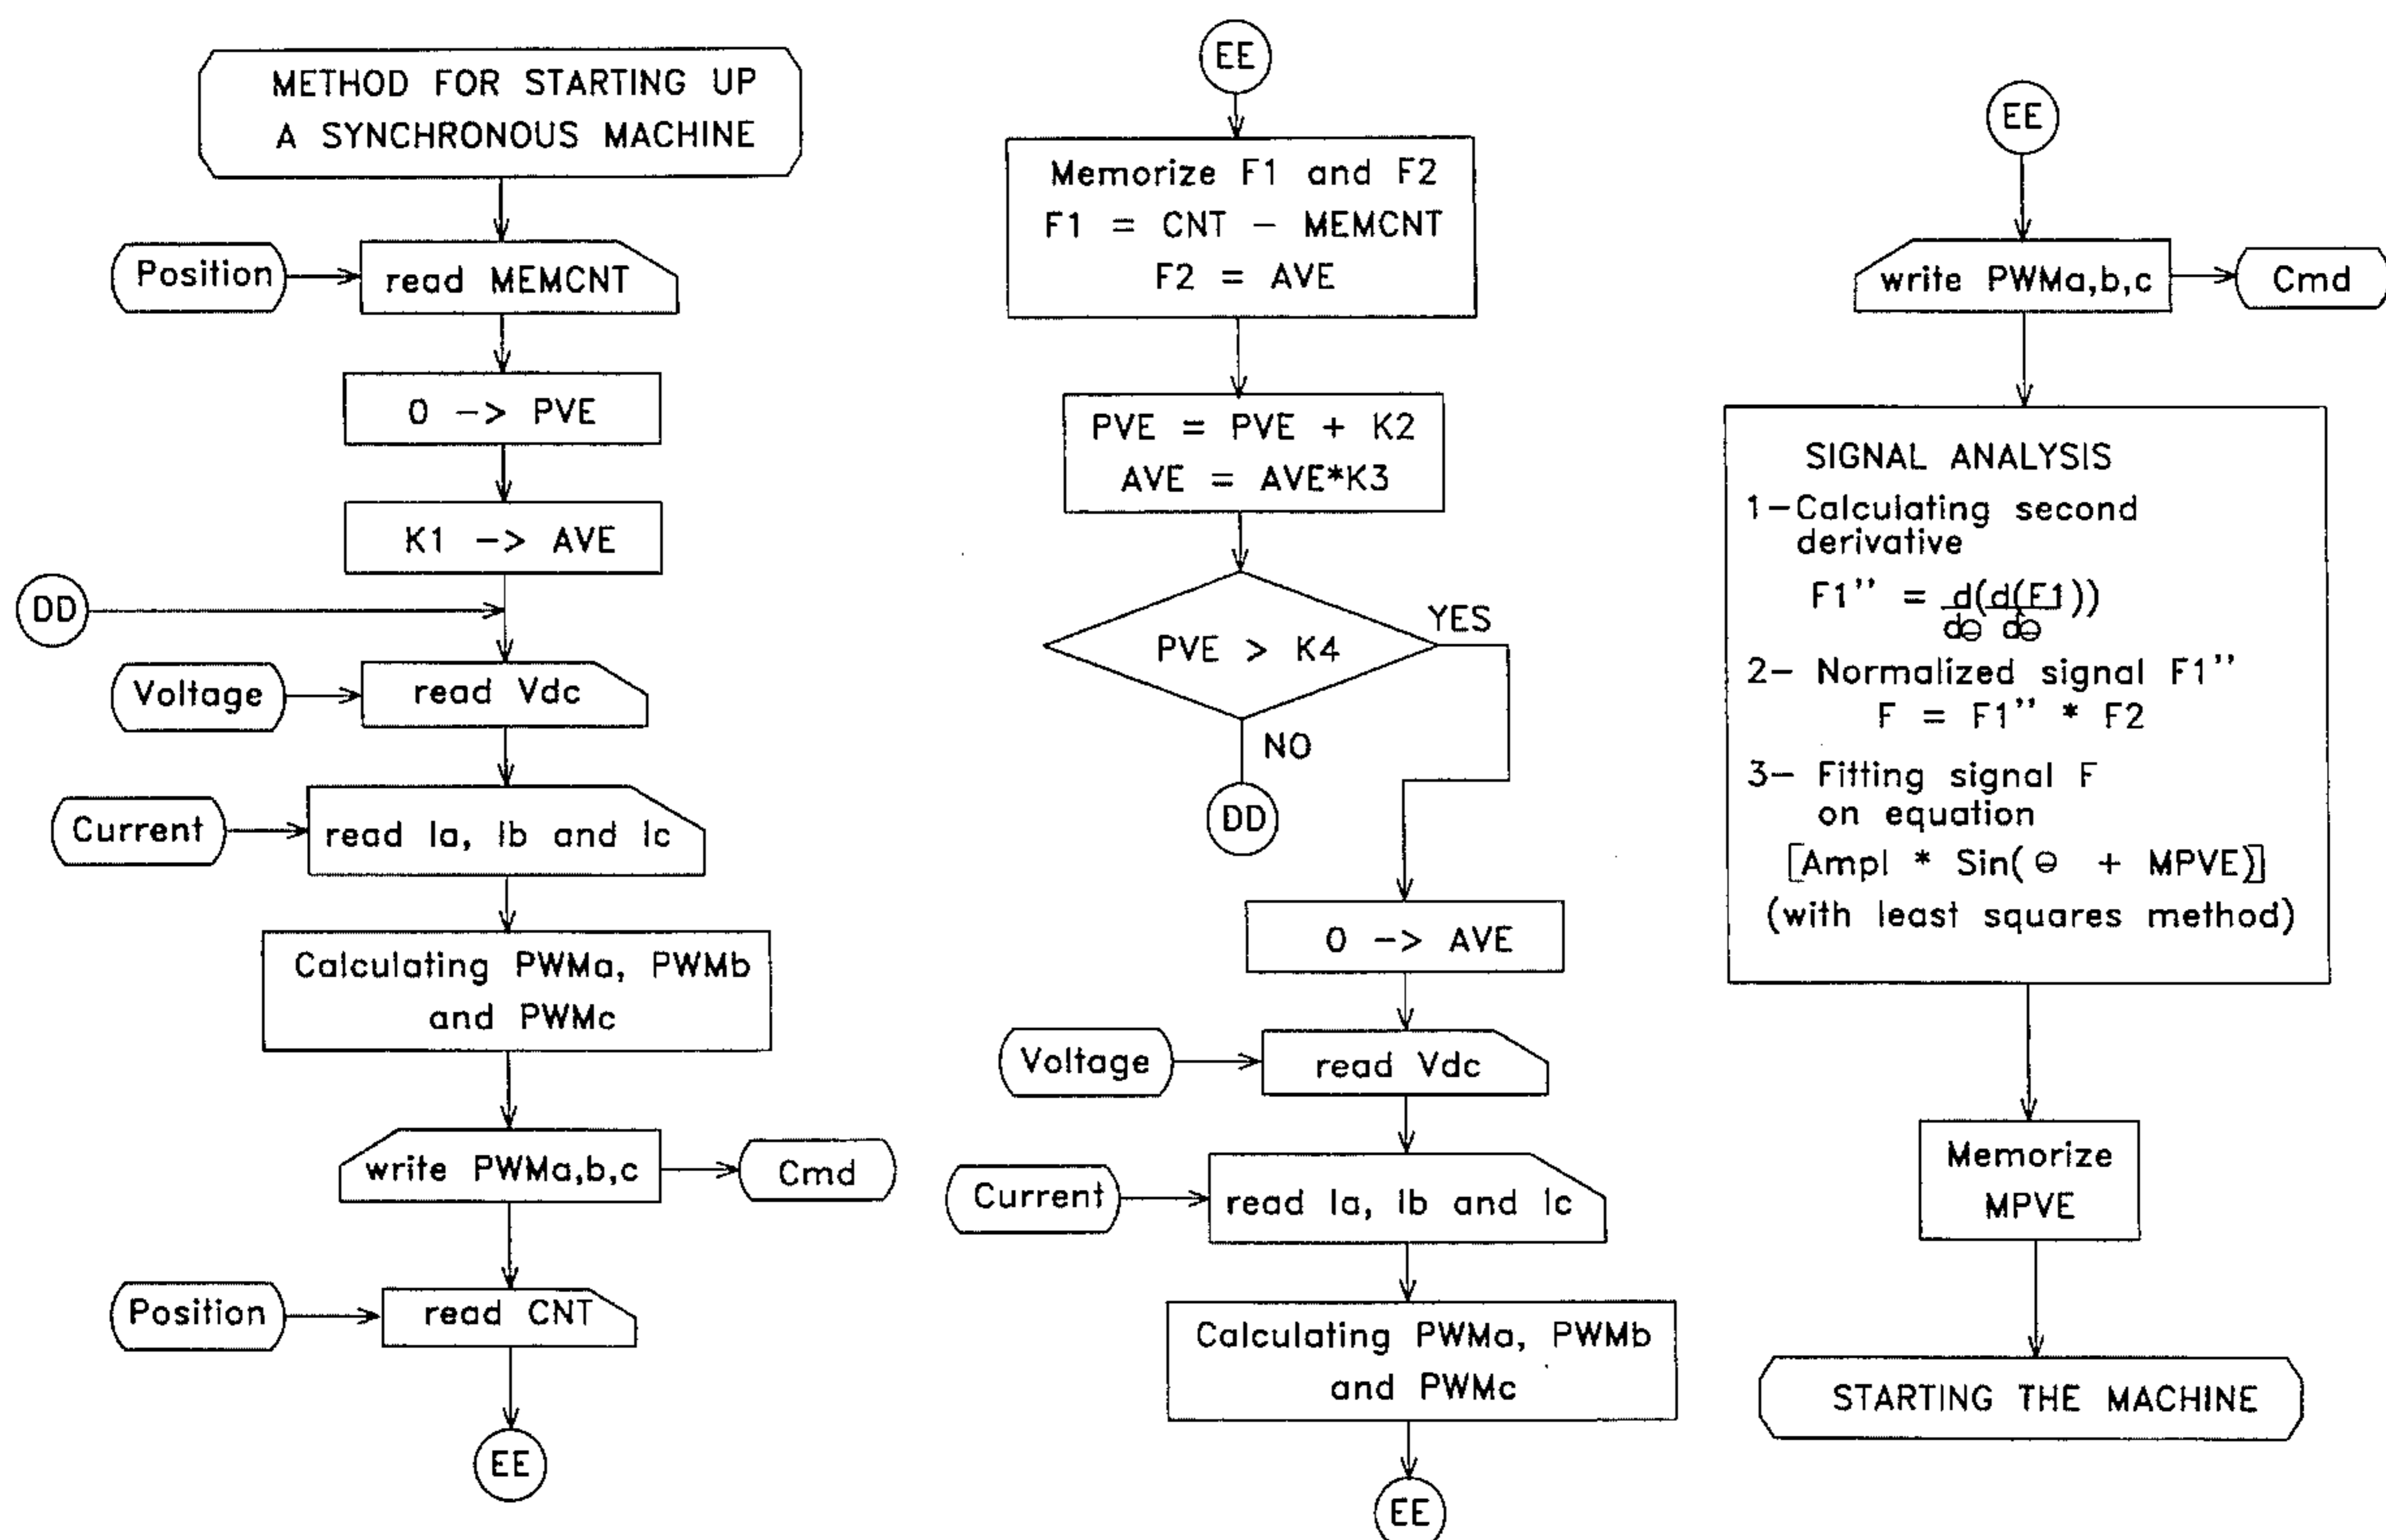 METHOD FOR STARTING UP
A SYNCHRONOUS MACHINE
Position
read MEMCNT
0 -> PVE
K1 -> AVE
DD
Voltage
read Vdc
Current
read Ia, Ib and Ic
Calculating PWMa, PWMb
and PWMc
write PWMa,b,c
Cmd
Position
read CNT
EE
EE
Memorize F1 and F2
F1 = CNT - MEMCNT
F2 = AVE
PVE = PVE + K2
AVE = AVE*K3
PVE > K4
YES
NO
DD
0 -> AVE
Voltage
read Vdc
Current
read Ia, Ib and Ic
Calculating PWMa, PWMb
and PWMc
EE
EE
write PWMa,b,c
Cmd
SIGNAL ANALYSIS
1-Calculating second
derivative
F1'' = d(d(F1))
dΘ dΘ
2- Normalized signal F1''
F = F1'' * F2
3- Fitting signal F
on equation
[Ampl * Sin( Θ + MPVE)]
(with least squares method)
Memorize
MPVE
STARTING THE MACHINE